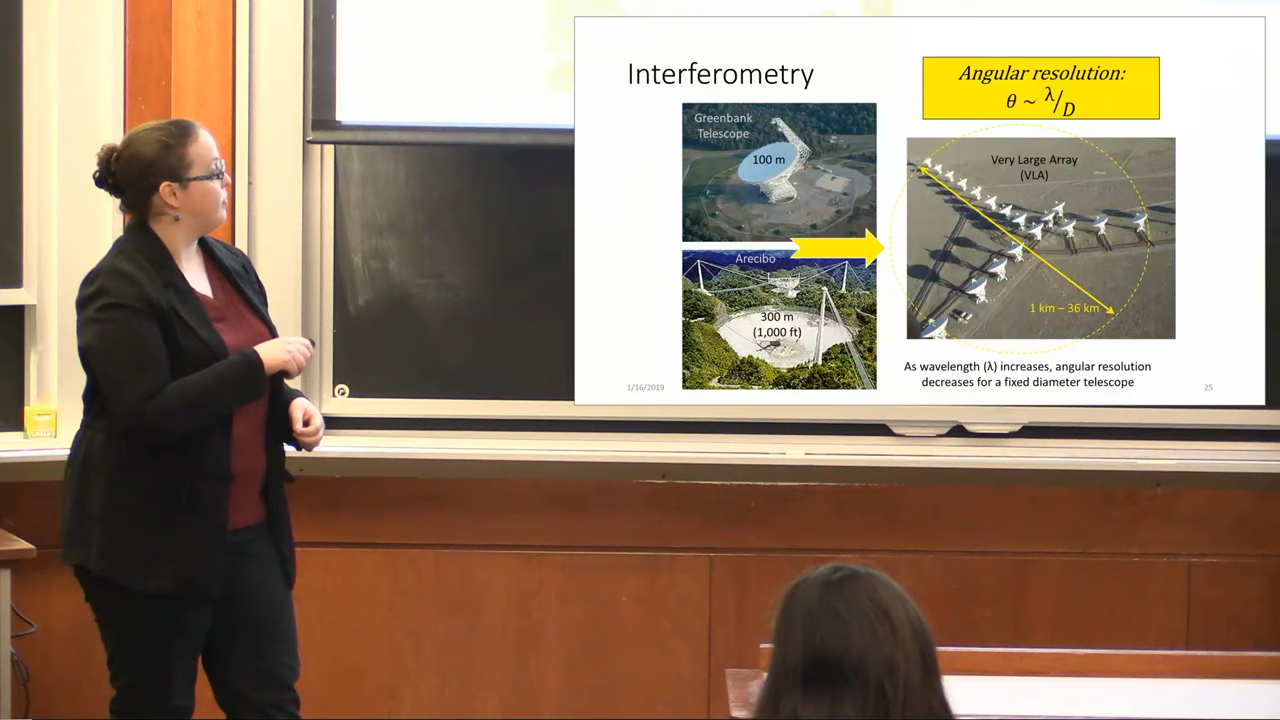 Interferometry
Angular resolution:
θ ~ λ/D
Greenbank
Telescope
100 m
Arecibo
300 m
(1,000 ft)
Very Large Array
(VLA)
1 km – 36 km
As wavelength (λ) increases, angular resolution
decreases for a fixed diameter telescope
1/16/2019
25